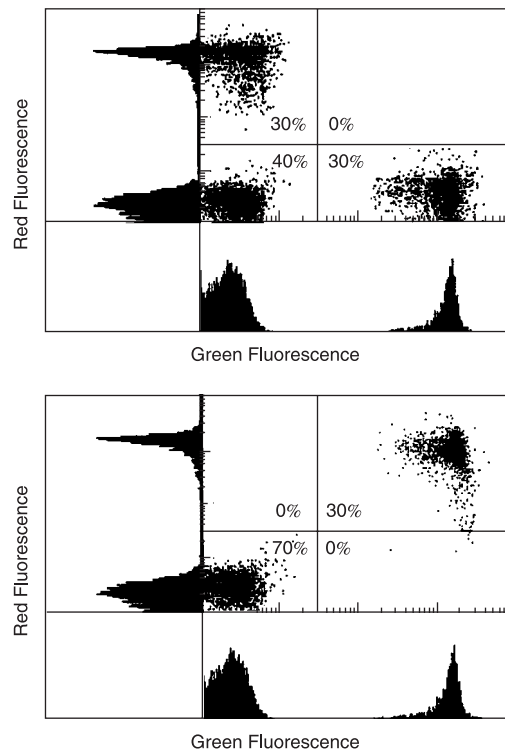 Red Fluorescence
30% 0%
40% 30%
Green Fluorescence
Red Fluorescence
0% 30%
70% 0%
Green Fluorescence